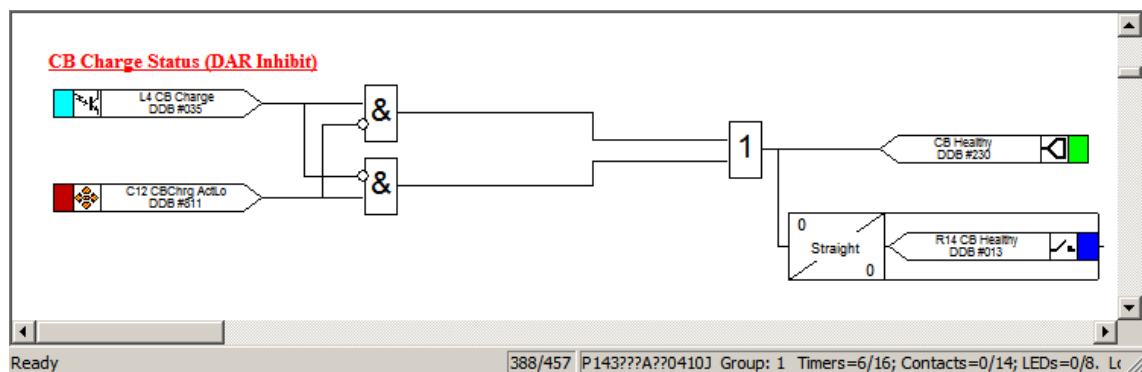 CB Charge Status (DAR Inhibit)
L4 CB Charge
DDB #035
&
1
CB Healthy
DDB #230
&
C12 CBChrg ActLo
DDB #811
0
Straight
0
R14 CB Healthy
DDB #013
Ready
388/457
P143???A??0410J Group: 1 Timers=6/16; Contacts=0/14; LEDs=0/8.